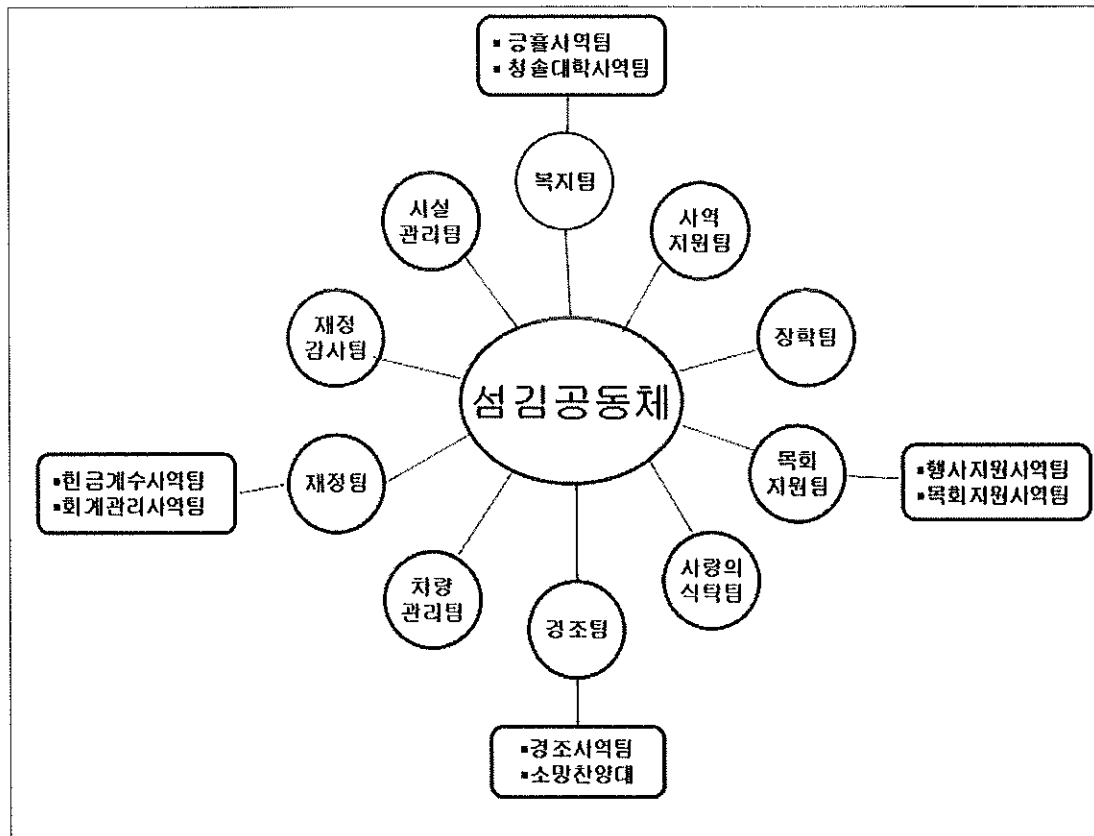 ▪긍휼사역팀
▪청솔대학사역팀
복지팀
시설
관리팀
사역
지원팀
재정
감사팀
장학팀
섬김공동체
▪헌금계수사역팀
▪회계관리사역팀
재정팀
목회
지원팀
▪행사지원사역팀
▪목회지원사역팀
차량
관리팀
사랑의
식탁팀
경조팀
▪경조사역팀
▪소망찬양대